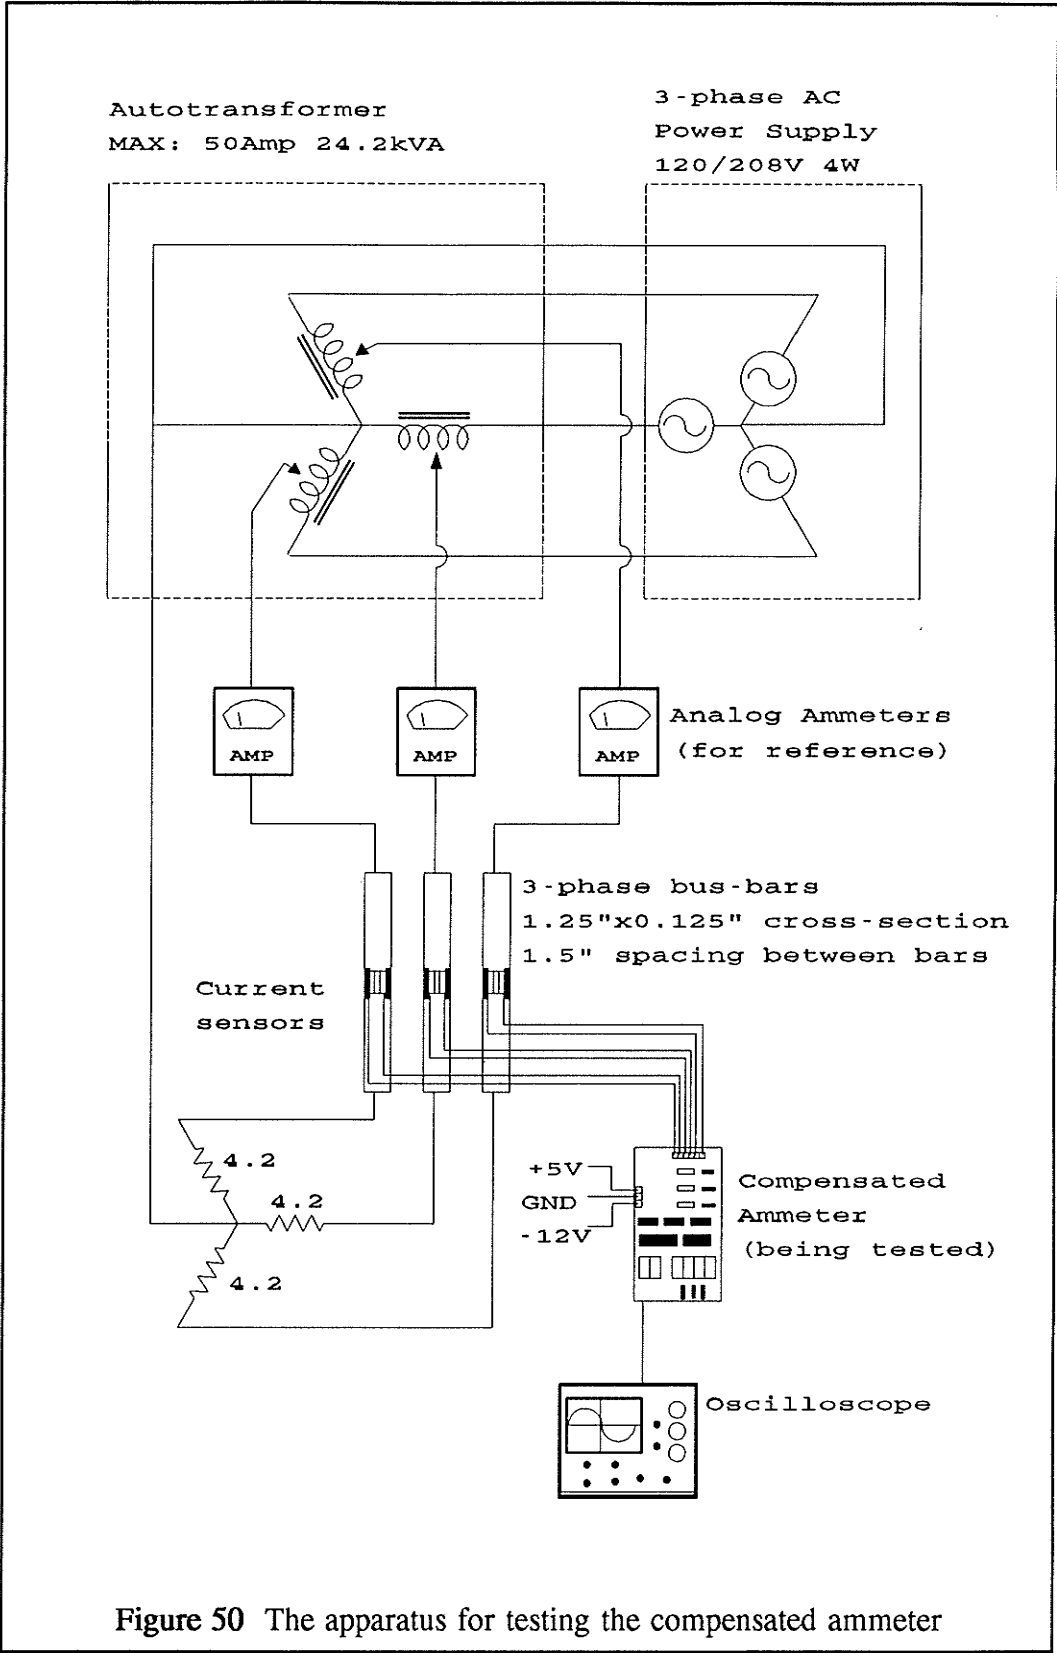 Autotransformer
MAX: 50Amp 24.2kVA
3-phase AC
Power Supply
120/208V 4W
AMP
AMP
AMP
Analog Ammeters
(for reference)
3-phase bus-bars
1.25"x0.125" cross-section
1.5" spacing between bars
Current
sensors
4.2
4.2
4.2
+5V
GND
-12V
Compensated
Ammeter
(being tested)
Oscilloscope
Figure 50 The apparatus for testing the compensated ammeter